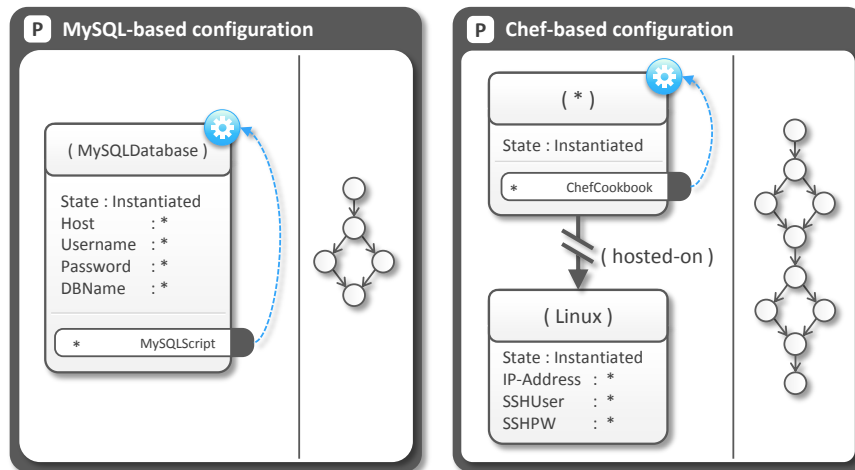 P MySQL-based configuration
( MySQLDatabase )
State : Instantiated
Host : *
Username : *
Password : *
DBName : *
* MySQLScript
P Chef-based configuration
( * )
State : Instantiated
* ChefCookbook
( hosted-on )
( Linux )
State : Instantiated
IP-Address : *
SSHUser : *
SSHPW : *